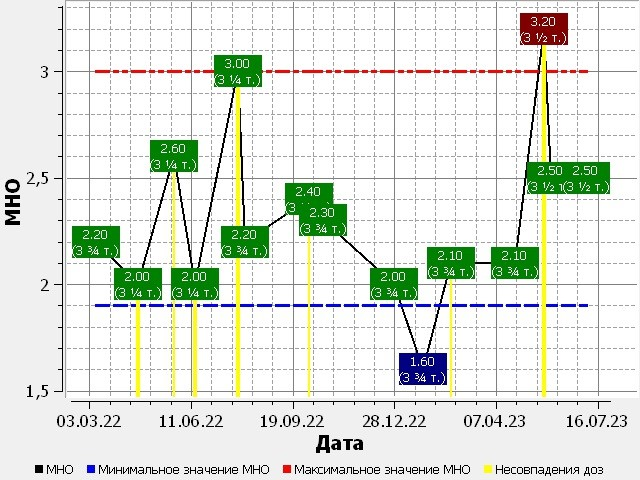 МНО
3
2,5
2
1,5
2.20
(3 ¾ т.)
2.00
(3 ¼ т.)
2.60
(3 ¼ т.)
2.00
(3 ¼ т.)
3.00
(3 ¼ т.)
2.20
(3 ¾ т.)
2.40
2.30
(3 ¾ т.)
2.00
(3 ¾ т.)
1.60
(3 ¾ т.)
2.10
(3 ¾ т.)
2.10
(3 ¾ т.)
3.20
(3 ½ т.)
2.50
(3 ½ т
2.50
(3 ½ т.)
03.03.22 11.06.22 19.09.22 28.12.22 07.04.23 16.07.23
Дата
МНО Минимальное значение МНО Максимальное значение МНО Несовпадения доз